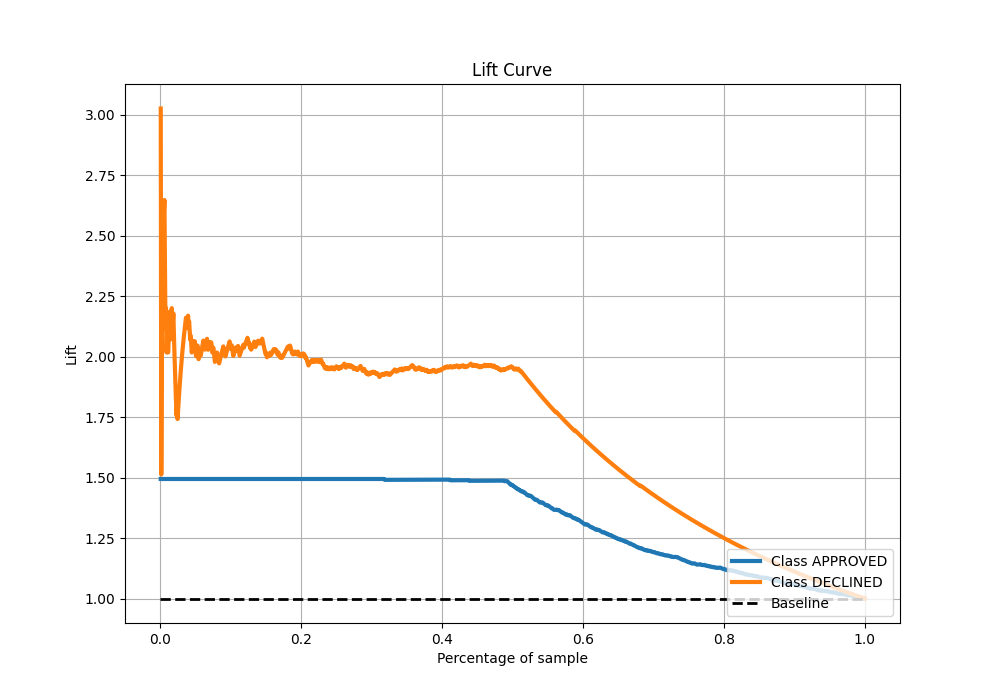 Lift Curve
3.00
2.75
2.50
2.25
2.00
1.75
1.50
1.25
1.00
Lift
Class APPROVED
Class DECLINED
Baseline
0.0 0.2 0.4 0.6 0.8 1.0
Percentage of sample